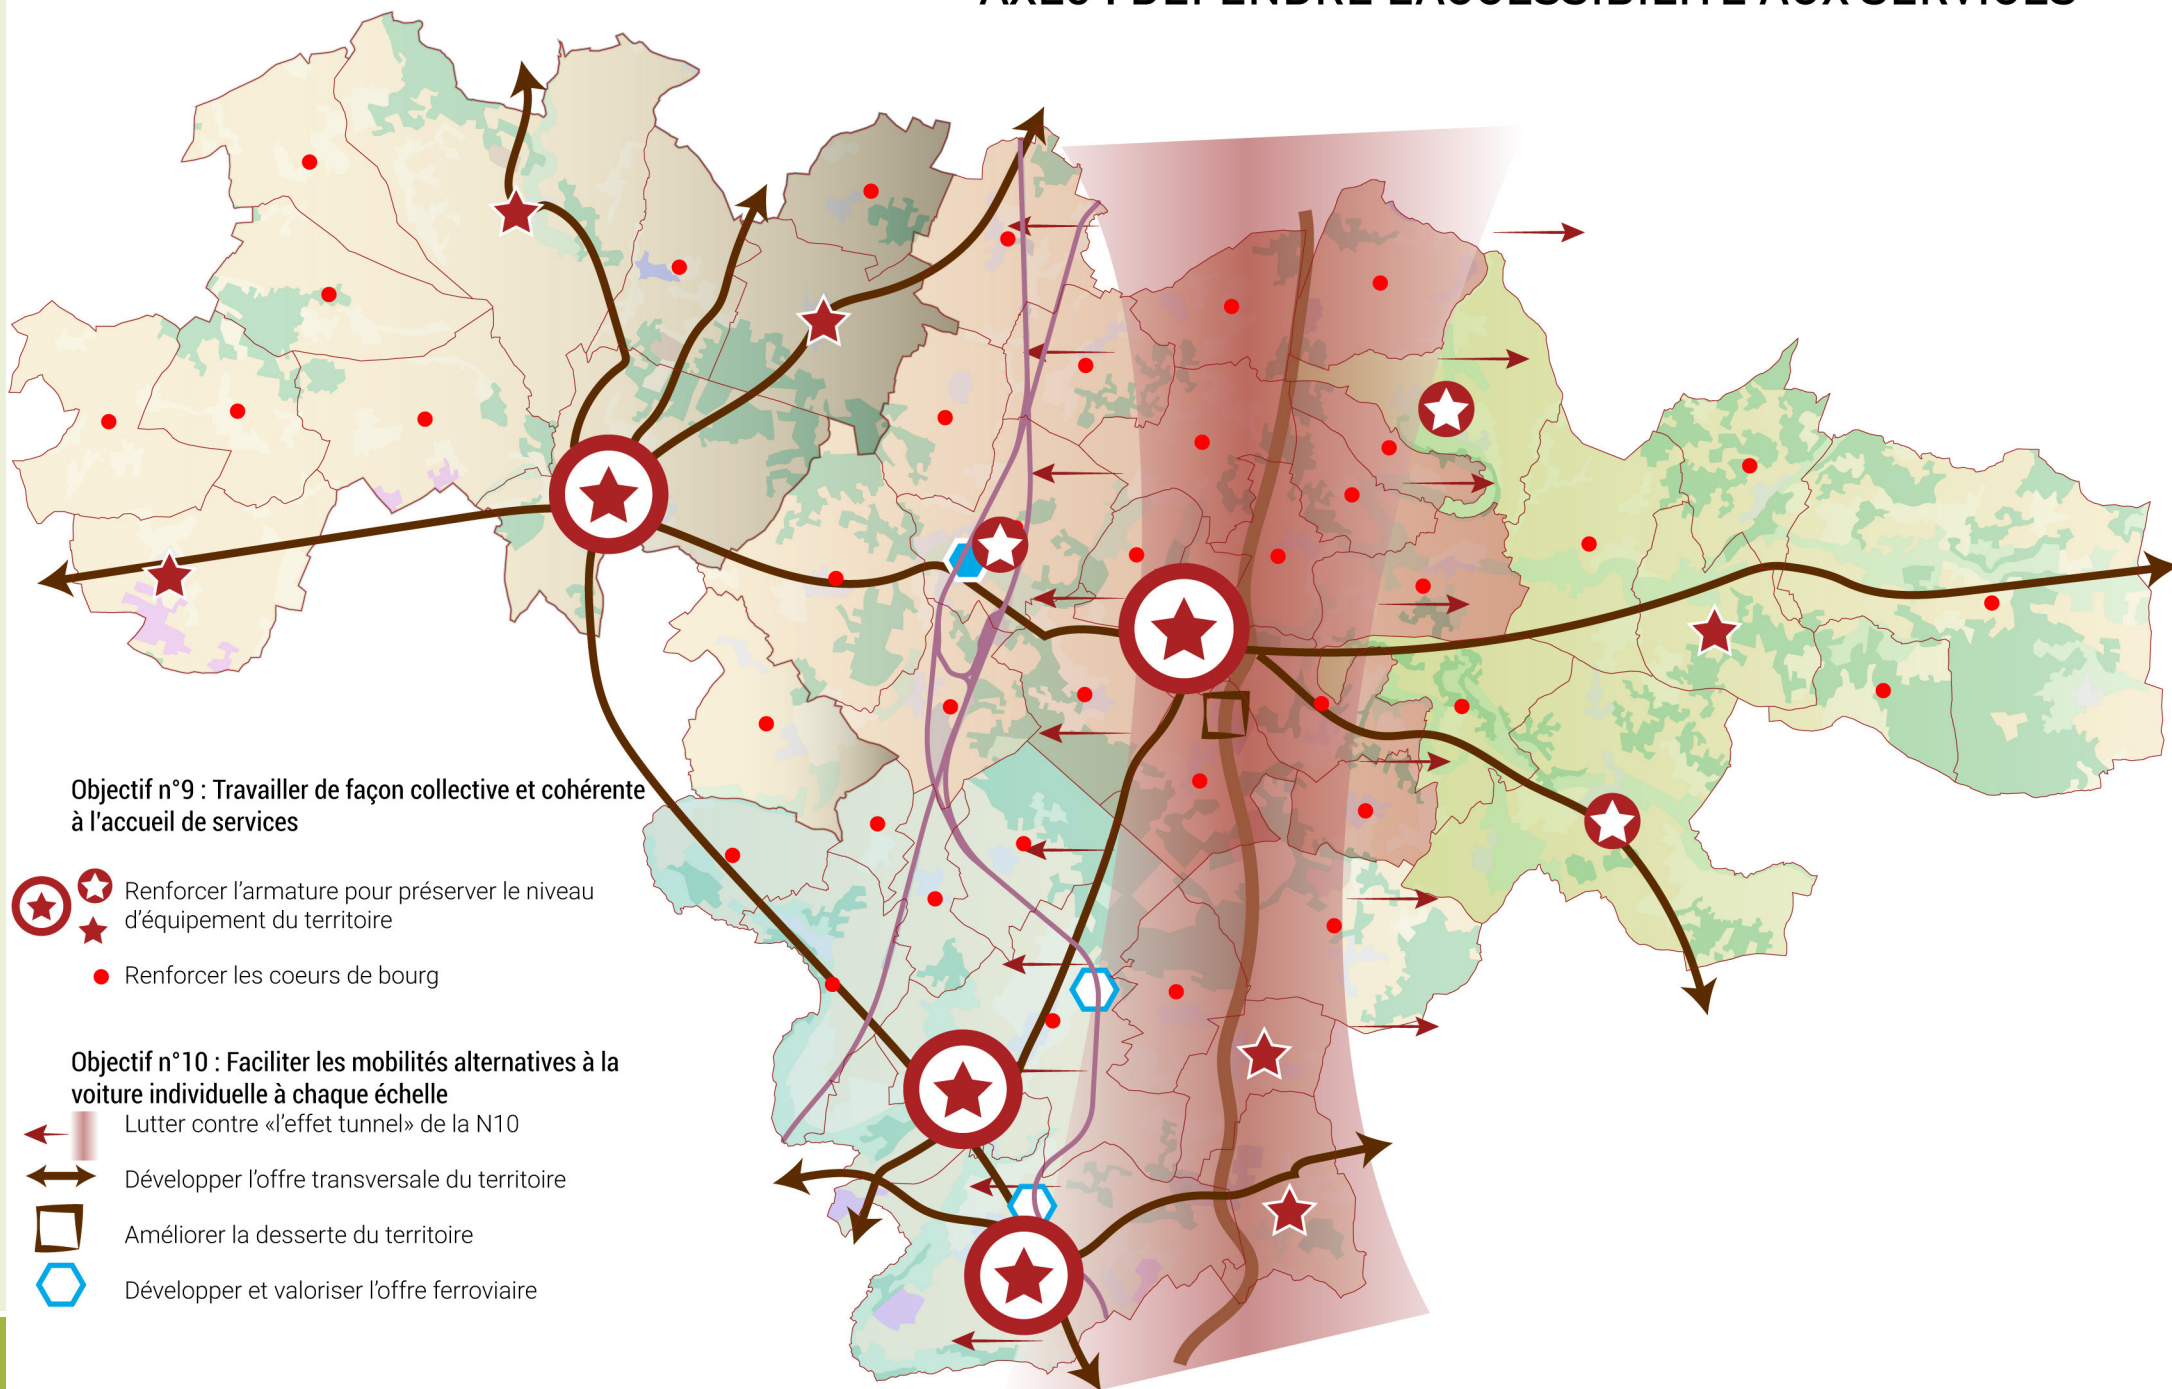 Objectif n°9 : Travailler de façon collective et cohérente
à l'accueil de services
Renforcer l’armature pour préserver le niveau
d’équipement du territoire
Renforcer les coeurs de bourg
Objectif n°10 : Faciliter les mobilités alternatives à la
voiture individuelle à chaque échelle
Lutter contre «l’effet tunnel» de la N10
Développer l’offre transversale du territoire
Améliorer la desserte du territoire
Développer et valoriser l’offre ferroviaire